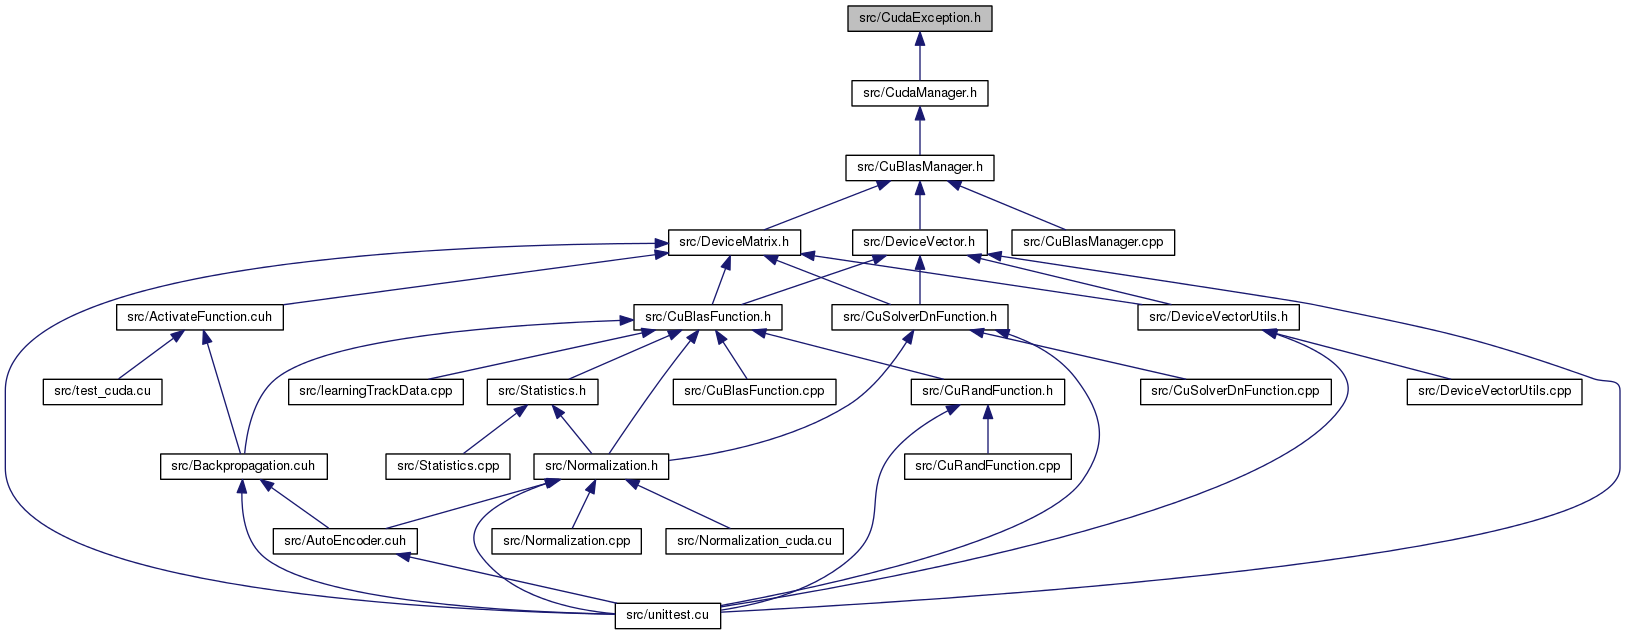 src/CudaException.h
src/CudaManager.h
src/CuBlasManager.h
src/DeviceMatrix.h
src/DeviceVector.h
src/CuBlasManager.cpp
src/ActivateFunction.cuh
src/CuBlasFunction.h
src/CuSolverDnFunction.h
src/DeviceVectorUtils.h
src/test_cuda.cu
src/learningTrackData.cpp
src/Statistics.h
src/CuBlasFunction.cpp
src/CuRandFunction.h
src/CuSolverDnFunction.cpp
src/DeviceVectorUtils.cpp
src/Backpropagation.cuh
src/Statistics.cpp
src/Normalization.h
src/CuRandFunction.cpp
src/AutoEncoder.cuh
src/Normalization.cpp
src/Normalization_cuda.cu
src/unittest.cu